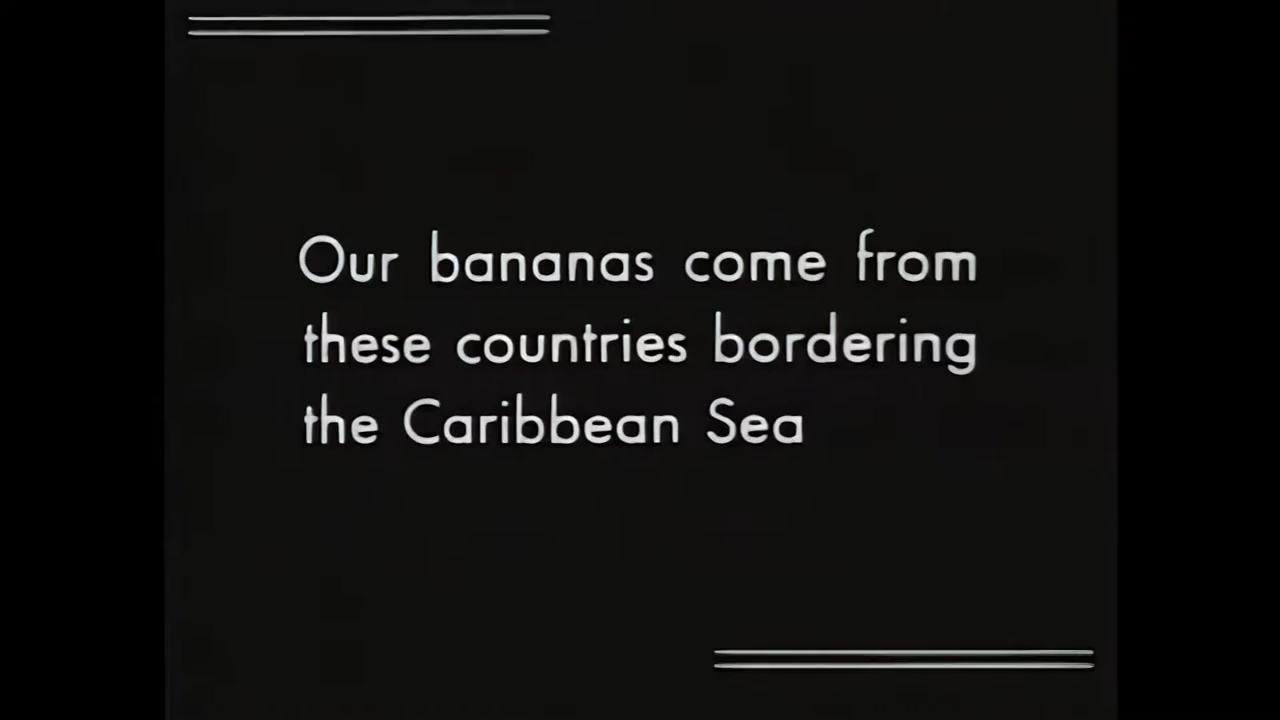 Our bananas come from
these countries bordering
the Caribbean Sea